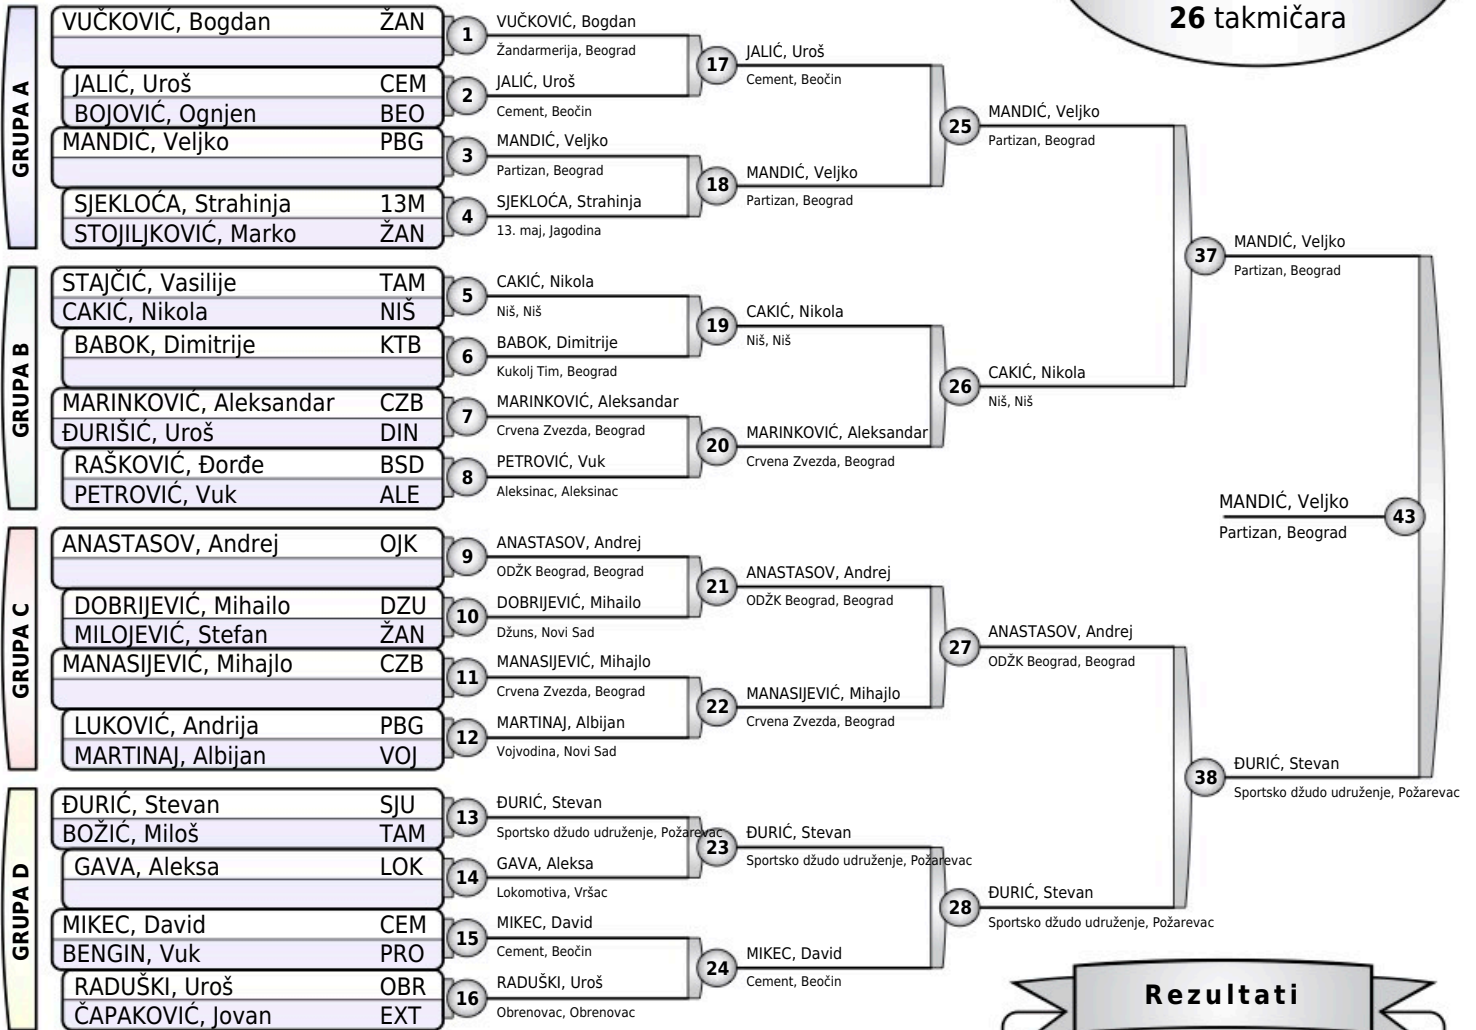 26 takmičara
GRUPA A
VUČKOVIĆ, Bogdan ŽAN
JALIĆ, Uroš CEM
BOJOVIĆ, Ognjen BEO
MANDIĆ, Veljko PBG
SJEKLOĆA, Strahinja 13M
STOJILJKOVIĆ, Marko ŽAN
GRUPA B
STAJČIĆ, Vasilije TAM
CAKIĆ, Nikola NIŠ
BABOK, Dimitrije KTB
MARINKOVIĆ, Aleksandar CZB
ĐURIŠIĆ, Uroš DIN
RAŠKOVIĆ, Đorđe BSD
PETROVIĆ, Vuk ALE
GRUPA C
ANASTASOV, Andrej OJK
DOBRIJEVIĆ, Mihailo DZU
MILOJEVIĆ, Stefan ŽAN
MANASIJEVIĆ, Mihajlo CZB
LUKOVIĆ, Andrija PBG
MARTINAJ, Albijan VOJ
GRUPA D
ĐURIĆ, Stevan SJU
BOŽIĆ, Miloš TAM
GAVA, Aleksa LOK
MIKEC, David CEM
BENGIN, Vuk PRO
RADUŠKI, Uroš OBR
ČAPAKOVIĆ, Jovan EXT
1
VUČKOVIĆ, Bogdan
Žandarmerija, Beograd
2
JALIĆ, Uroš
Cement, Beočin
3
MANDIĆ, Veljko
Partizan, Beograd
4
SJEKLOĆA, Strahinja
13. maj, Jagodina
5
CAKIĆ, Nikola
Niš, Niš
6
BABOK, Dimitrije
Kukolj Tim, Beograd
7
MARINKOVIĆ, Aleksandar
Crvena Zvezda, Beograd
8
PETROVIĆ, Vuk
Aleksinac, Aleksinac
9
ANASTASOV, Andrej
ODŽK Beograd, Beograd
10
DOBRIJEVIĆ, Mihailo
Džuns, Novi Sad
11
MANASIJEVIĆ, Mihajlo
Crvena Zvezda, Beograd
12
MARTINAJ, Albijan
Vojvodina, Novi Sad
13
ĐURIĆ, Stevan
Sportsko džudo udruženje, Požarevac
14
GAVA, Aleksa
Lokomotiva, Vršac
15
MIKEC, David
Cement, Beočin
16
RADUŠKI, Uroš
Obrenovac, Obrenovac
17
JALIĆ, Uroš
Cement, Beočin
18
MANDIĆ, Veljko
Partizan, Beograd
19
CAKIĆ, Nikola
Niš, Niš
20
MARINKOVIĆ, Aleksandar
Crvena Zvezda, Beograd
21
ANASTASOV, Andrej
ODŽK Beograd, Beograd
22
MANASIJEVIĆ, Mihajlo
Crvena Zvezda, Beograd
23
ĐURIĆ, Stevan
Sportsko džudo udruženje, Požarevac
24
MIKEC, David
Cement, Beočin
25
MANDIĆ, Veljko
Partizan, Beograd
26
CAKIĆ, Nikola
Niš, Niš
27
ANASTASOV, Andrej
ODŽK Beograd, Beograd
28
ĐURIĆ, Stevan
Sportsko džudo udruženje, Požarevac
37
MANDIĆ, Veljko
Partizan, Beograd
38
ĐURIĆ, Stevan
Sportsko džudo udruženje, Požarevac
MANDIĆ, Veljko
Partizan, Beograd
43
Rezultati